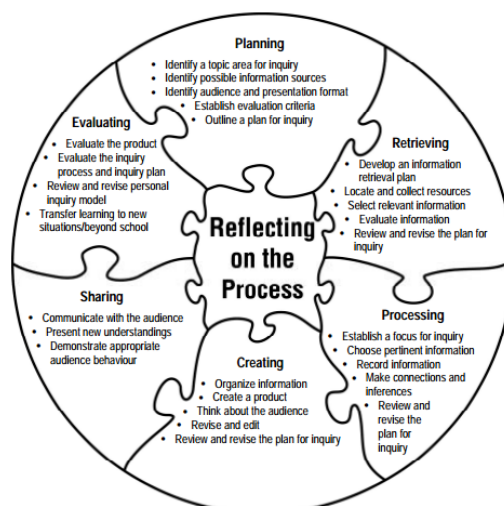 Planning
• Identify a topic area for inquiry
• Identify possible information sources
• Identify audience and presentation format
• Establish evaluation criteria
• Outline a plan for inquiry
Retrieving
• Develop an information
retrieval plan
• Locate and collect resources
• Select relevant information
• Evaluate information
• Review and revise the plan for
inquiry
Processing
• Establish a focus for inquiry
• Choose pertinent information
• Record information
• Make connections and
inferences
• Review and
revise the
plan for
inquiry
Creating
• Organize information
• Create a product
• Think about the audience
• Revise and edit
• Review and revise the plan for inquiry
Sharing
• Communicate with the audience
• Present new understandings
• Demonstrate appropriate
audience behaviour
Evaluating
• Evaluate the product
• Evaluate the inquiry
process and inquiry plan
• Review and revise personal
inquiry model
• Transfer learning to new
situations/beyond school
Reflecting
on the
Process